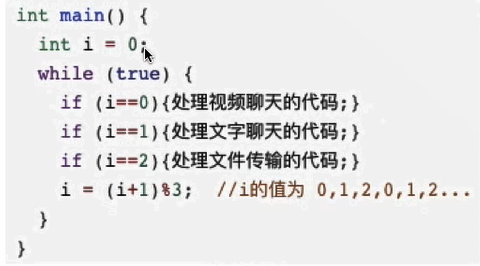 int main() {
  int i = 0;
  while (true) {
    if (i==0){处理视频聊天的代码;}
    if (i==1){处理文字聊天的代码;}
    if (i==2){处理文件传输的代码;}
    i = (i+1)%3;  //i的值为 0,1,2,0,1,2...
  }
}